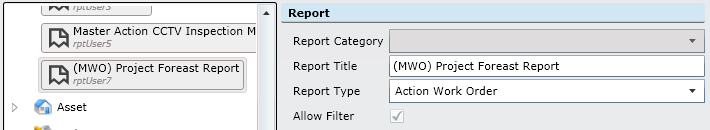 rptUser3
Master Action CCTV Inspection M
rptUser5
(MWO) Project Foreast Report
rptUser7
Asset
Report
Report Category
Report Title (MWO) Project Foreast Report
Report Type Action Work Order
Allow Filter